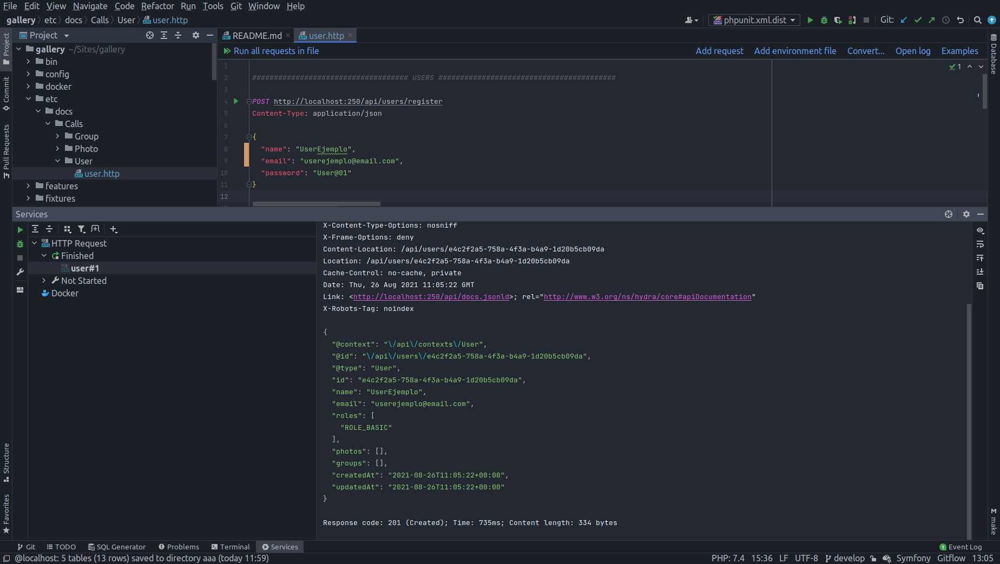 File Edit View Navigate Code Refactor Run Tools Git Window Help
gallery etc docs Calls User user.http
phpunit.xml.dist Git:
Project
README.md user.http
Run all requests in file Add request Add environment file Convert... Open log Examples
Project
Commit
Pull Requests
Structure
Favorites
Database
make
gallery ~/Sites/gallery
bin
config
docker
etc
docs
Calls
Group
Photo
User
user.http
features
fixtures
1
2 #################################### USERS #########################################
3
4 POST http://localhost:250/api/users/register
5 Content-Type: application/json
6
7 {
8 "name": "UserEjemplo",
9 "email": "userejemplo@email.com",
10 "password": "User@01"
11 }
12
1
Services
HTTP Request
Finished
user#1
Not Started
Docker
X-Content-Type-Options: nosniff
X-Frame-Options: deny
Content-Location: /api/users/e4c2f2a5-758a-4f3a-b4a9-1d20b5cb09da
Location: /api/users/e4c2f2a5-758a-4f3a-b4a9-1d20b5cb09da
Cache-Control: no-cache, private
Date: Thu, 26 Aug 2021 11:05:22 GMT
Link: <http://localhost:250/api/docs.jsonld>; rel="http://www.w3.org/ns/hydra/core#apiDocumentation"
X-Robots-Tag: noindex
{
"@context": "\/api\/contexts\/User",
"@id": "\/api\/users\/e4c2f2a5-758a-4f3a-b4a9-1d20b5cb09da",
"@type": "User",
"id": "e4c2f2a5-758a-4f3a-b4a9-1d20b5cb09da",
"name": "UserEjemplo",
"email": "userejemplo@email.com",
"roles": [
"ROLE_BASIC"
],
"photos": [],
"groups": [],
"createdAt": "2021-08-26T11:05:22+00:00",
"updatedAt": "2021-08-26T11:05:22+00:00"
}
Response code: 201 (Created); Time: 735ms; Content length: 334 bytes
Git TODO SQL Generator Problems Terminal Services 1 Event Log
@localhost: 5 tables (13 rows) saved to directory aaa (today 11:59) PHP: 7.4 15:36 LF UTF-8 develop Symfony Gitflow 13:05